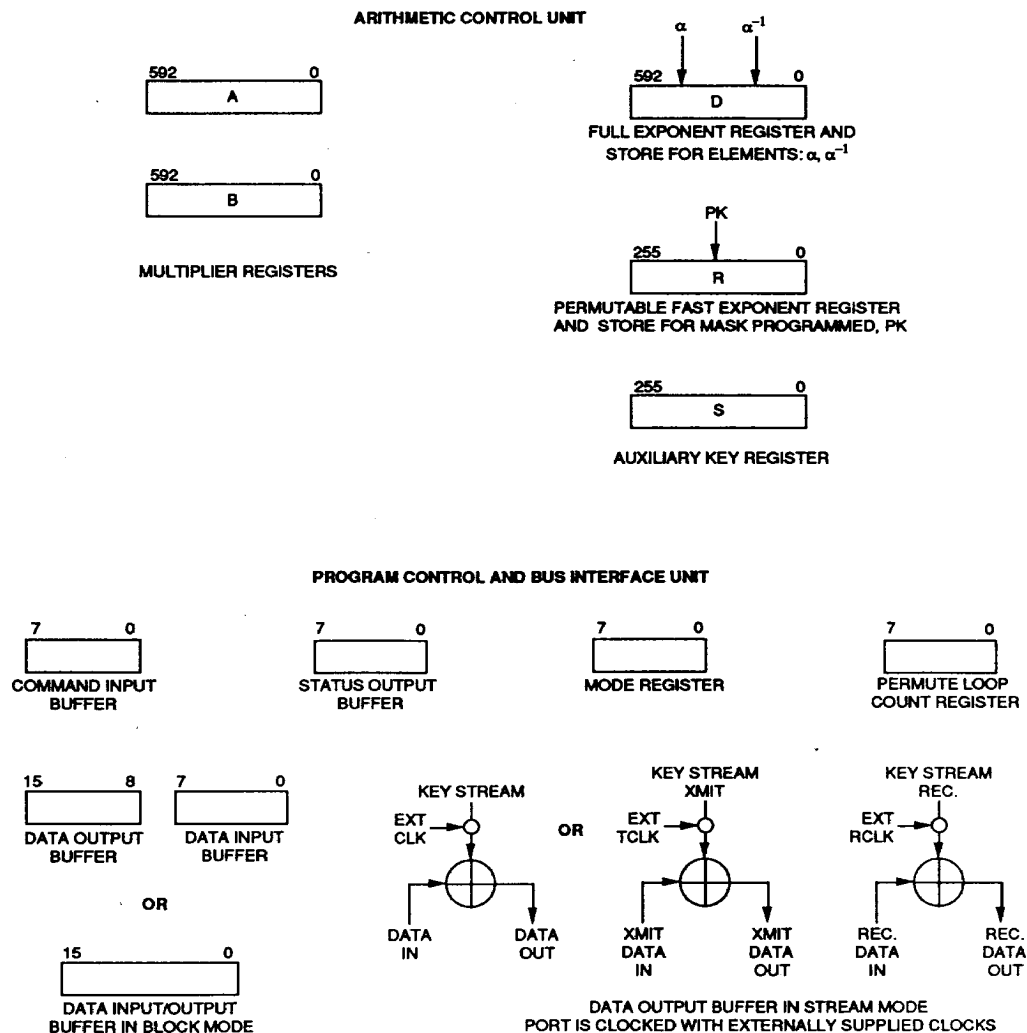 ARITHMETIC CONTROL UNIT
592 0
A
592 0
B
MULTIPLIER REGISTERS
α α⁻¹
592 0
D
FULL EXPONENT REGISTER AND
STORE FOR ELEMENTS: α, α⁻¹
PK
255 0
R
PERMUTABLE FAST EXPONENT REGISTER
AND STORE FOR MASK PROGRAMMED, PK
255 0
S
AUXILIARY KEY REGISTER
PROGRAM CONTROL AND BUS INTERFACE UNIT
7 0
COMMAND INPUT
BUFFER
7 0
STATUS OUTPUT
BUFFER
7 0
MODE REGISTER
7 0
PERMUTE LOOP
COUNT REGISTER
15 8
DATA OUTPUT
BUFFER
7 0
DATA INPUT
BUFFER
OR
15 0
DATA INPUT/OUTPUT
BUFFER IN BLOCK MODE
KEY STREAM
EXT
CLK
DATA
IN
DATA
OUT
OR
KEY STREAM
XMIT
EXT
TCLK
XMIT
DATA
IN
XMIT
DATA
OUT
KEY STREAM
REC.
EXT
RCLK
REC.
DATA
IN
REC.
DATA
OUT
DATA OUTPUT BUFFER IN STREAM MODE
PORT IS CLOCKED WITH EXTERNALLY SUPPLIED CLOCKS